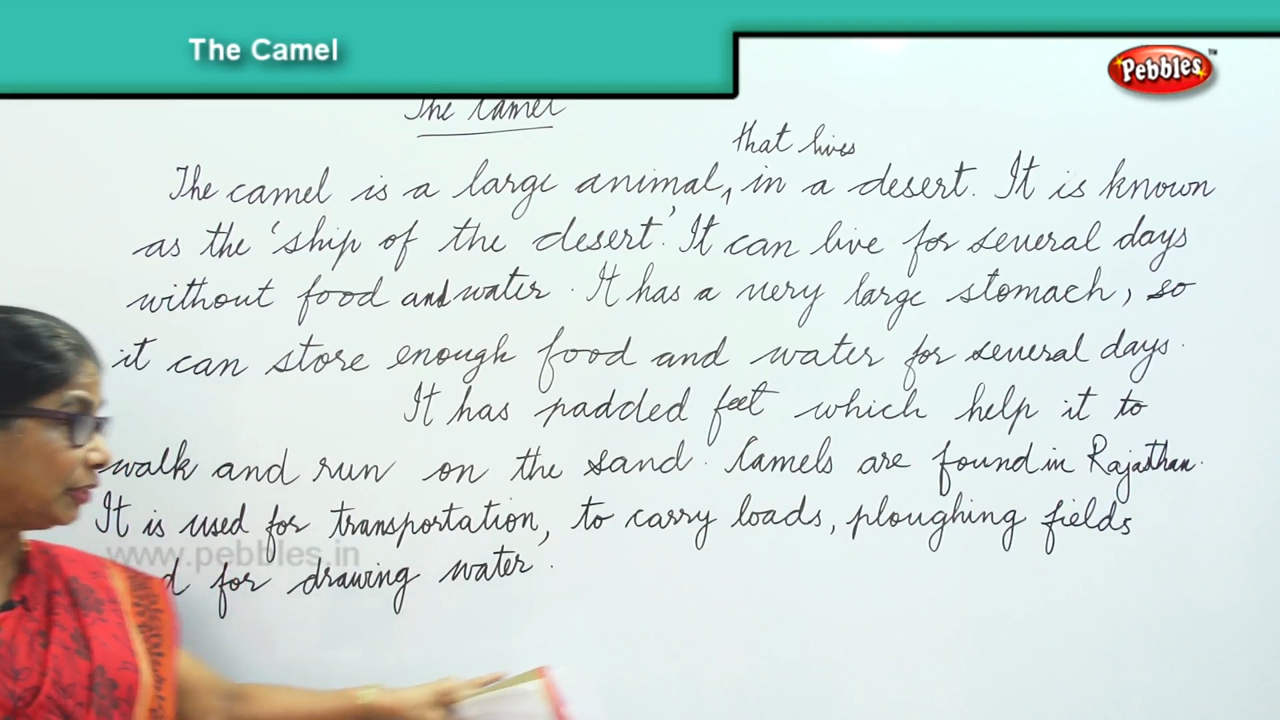 The Camel
Pebbles™
The Camel
that lives
The camel is a large animal, in a desert. It is known
as the 'ship of the desert.' It can live for several days
without food and water. It has a very large stomach, so
it can store enough food and water for several days.
It has padded feet which help it to
walk and run on the sand. Camels are found in Rajasthan.
It is used for transportation, to carry loads, ploughing fields
www.pebbles.in
d for drawing water.